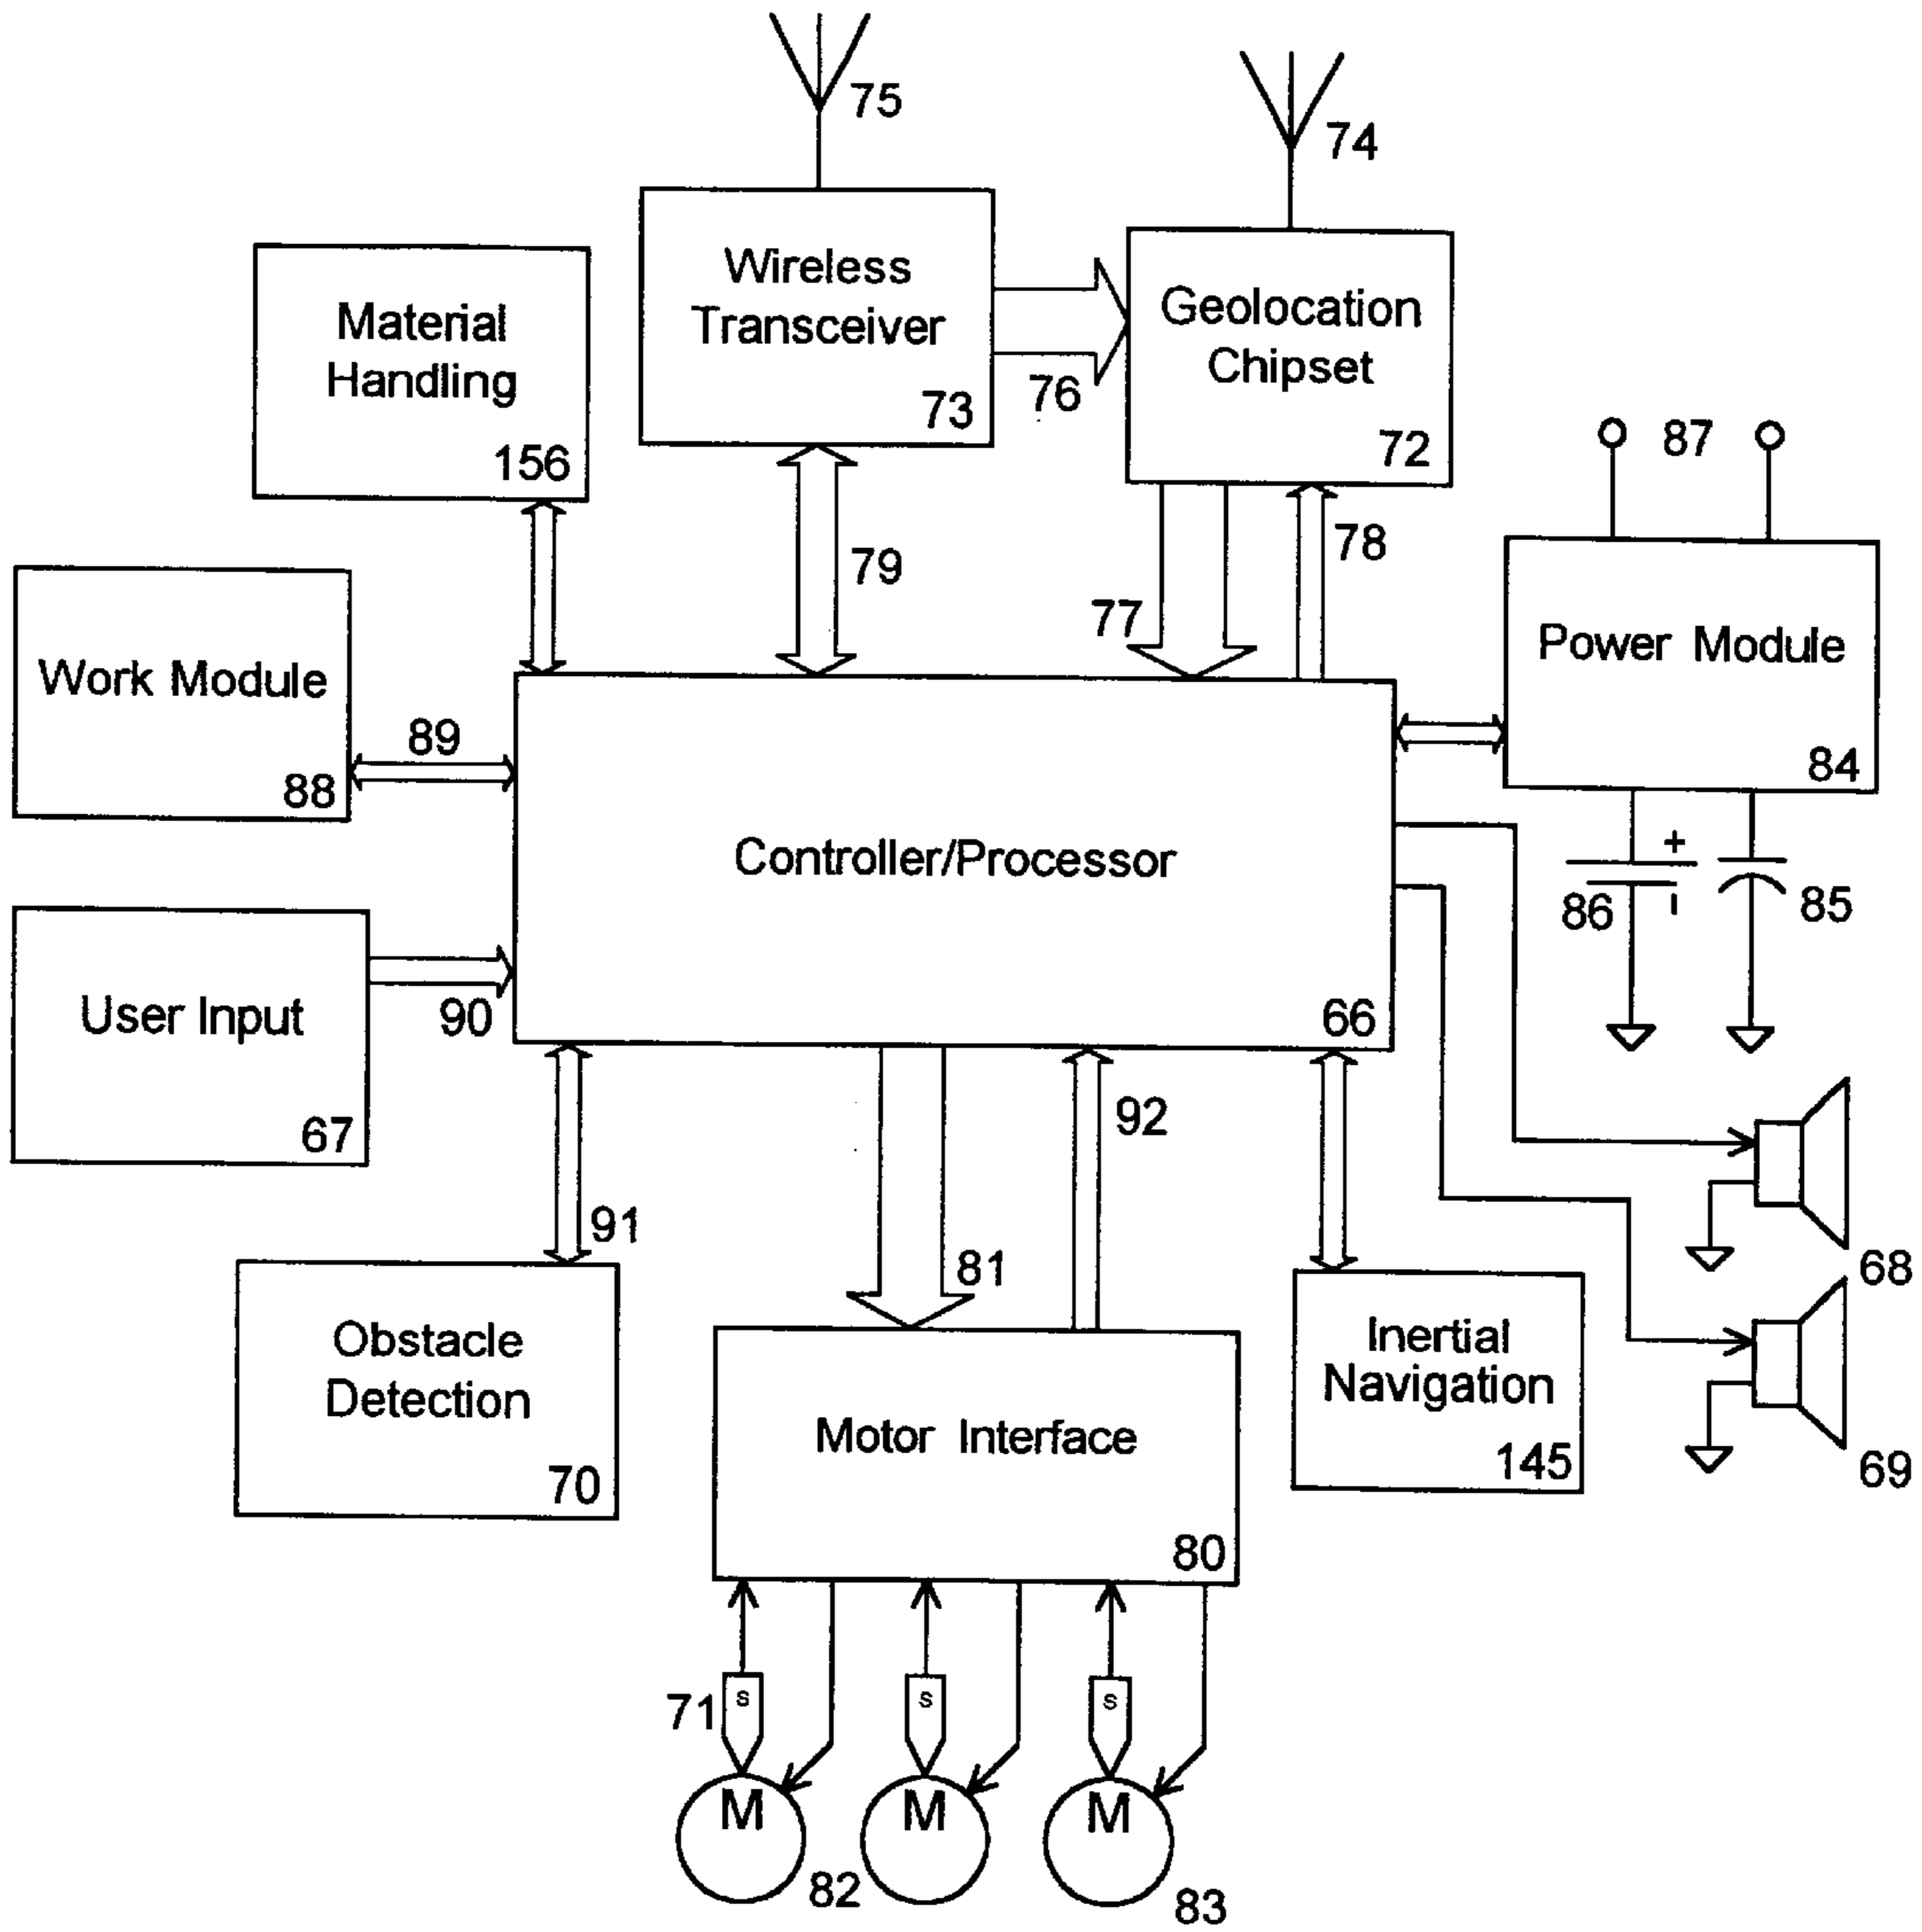 75
74
Wireless
Transceiver
73
76
Geolocation
Chipset
72
Material
Handling
156
87
79
77
78
Work Module
88
89
Power Module
84
Controller/Processor
66
+
-
86
85
User Input
67
90
91
81
92
68
Obstacle
Detection
70
Motor Interface
80
Inertial
Navigation
145
69
71
S
S
S
M
M
M
82
83